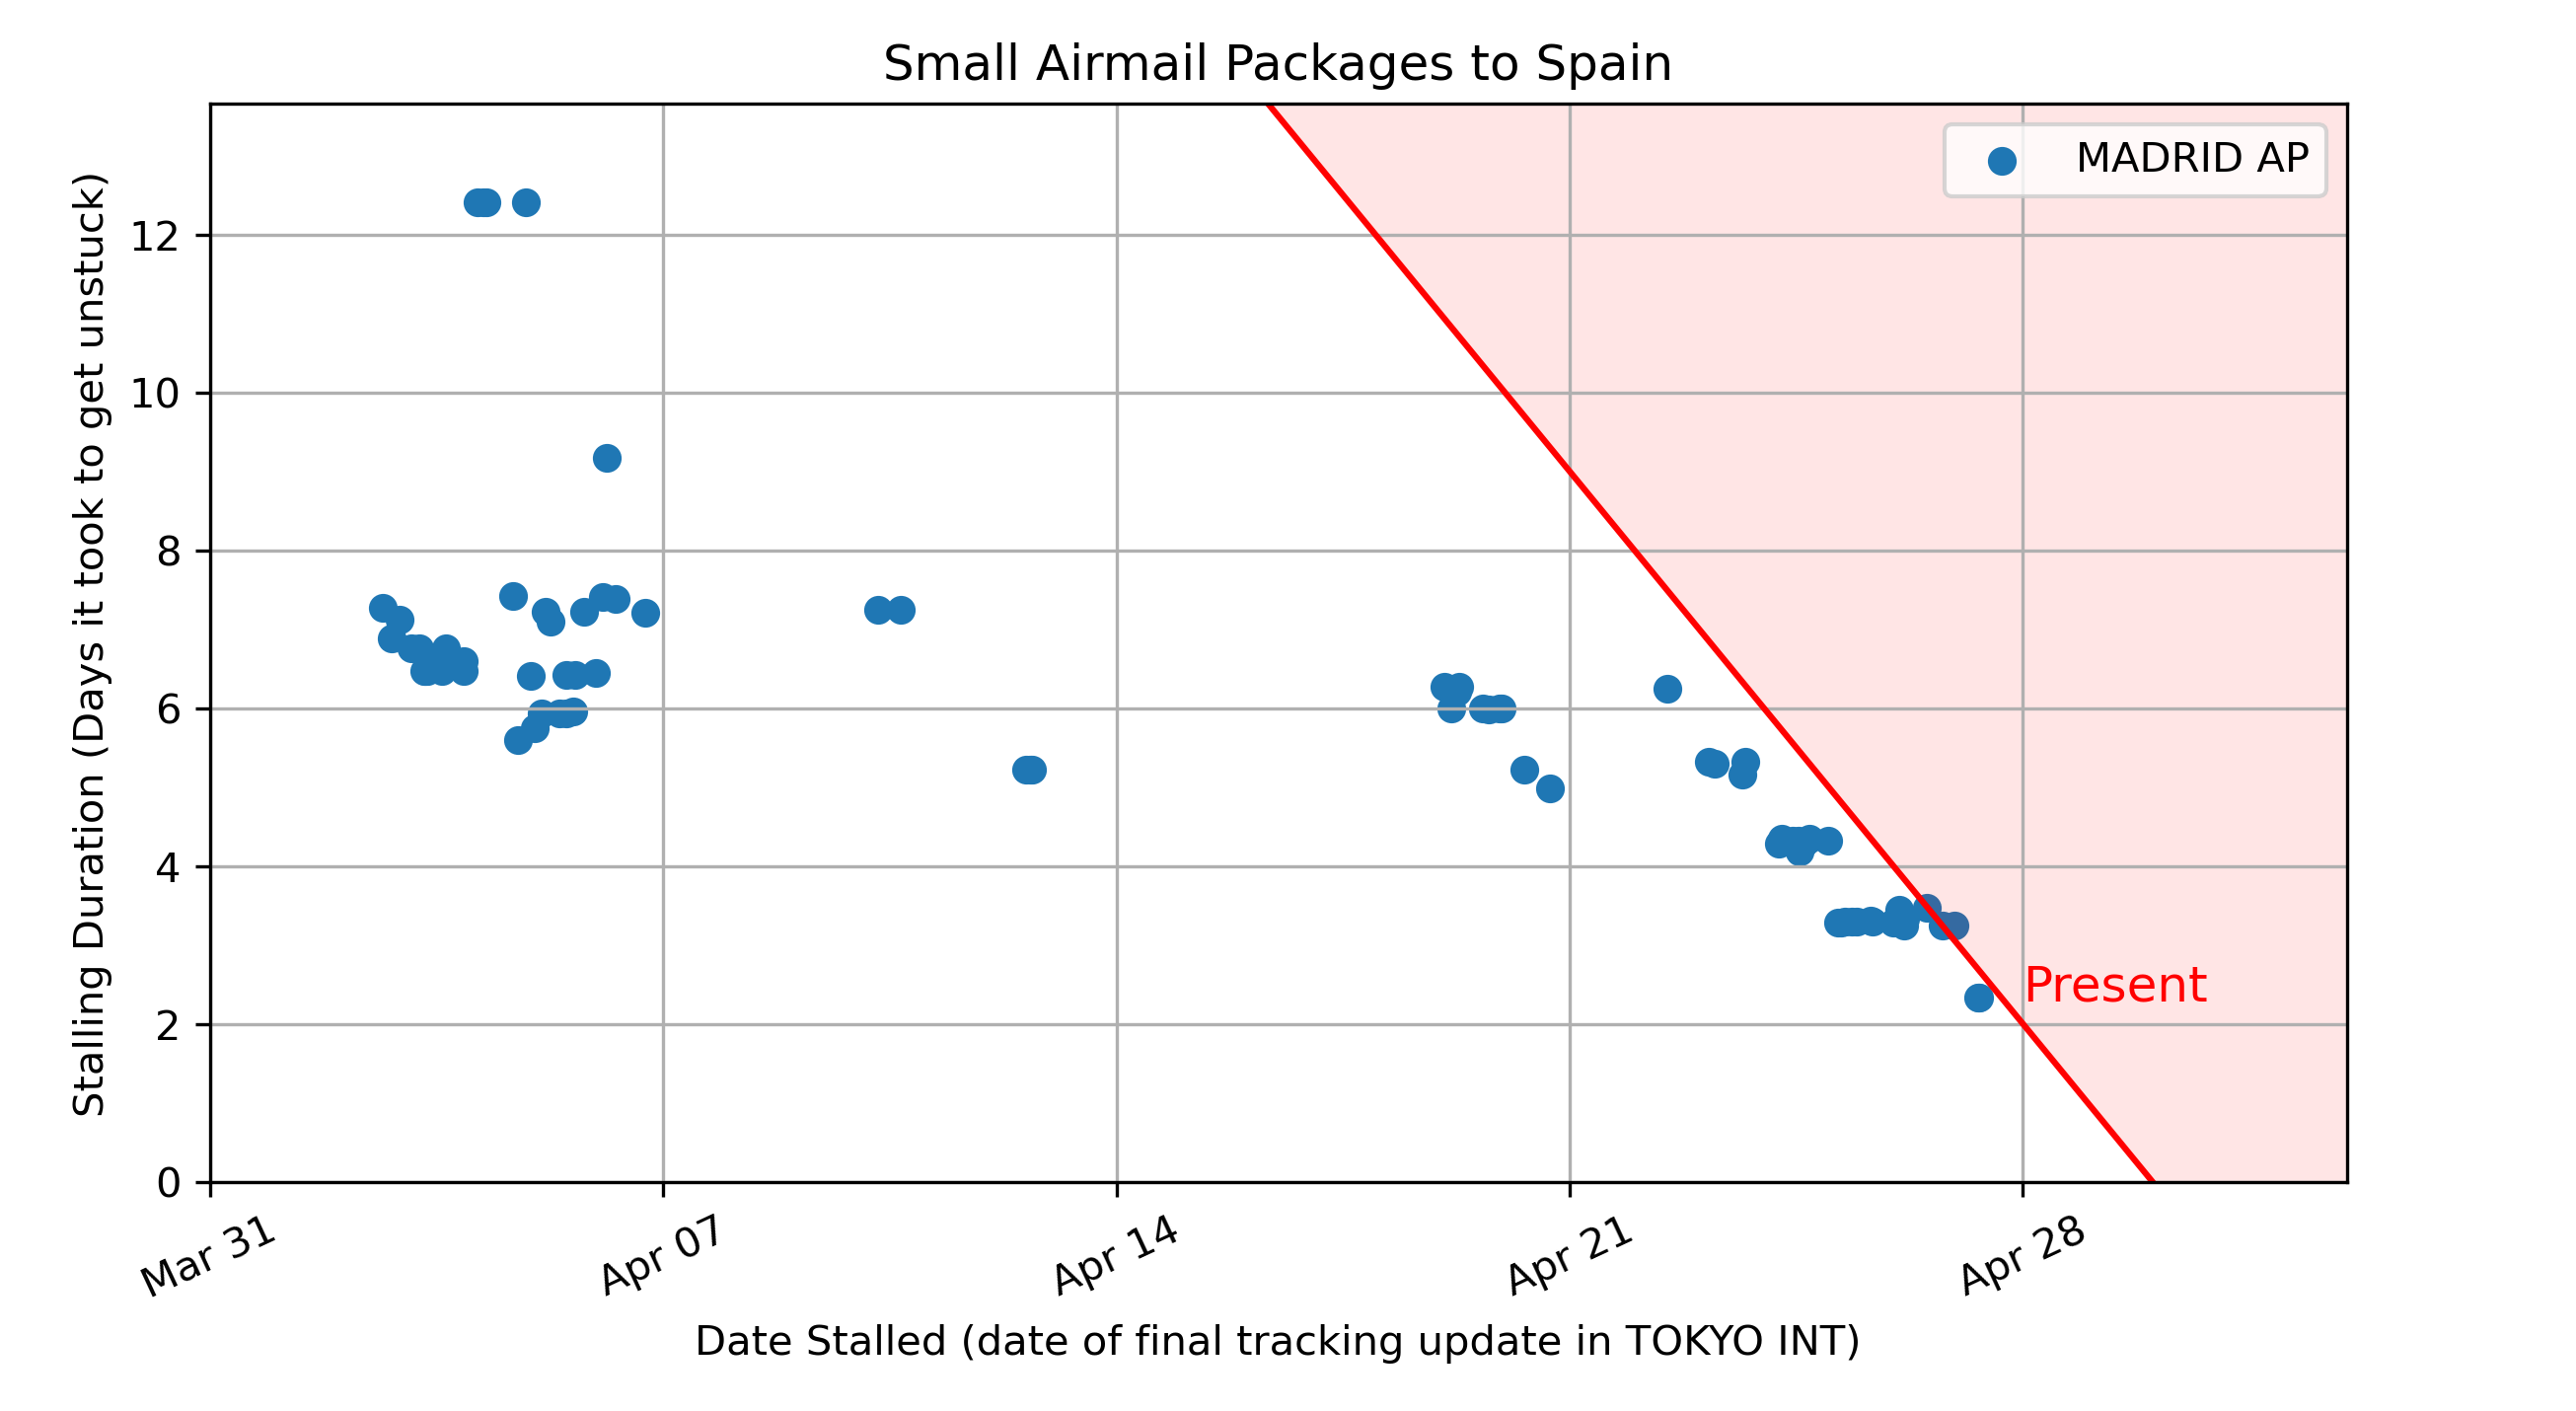 Small Airmail Packages to Spain
MADRID AP
Stalling Duration (Days it took to get unstuck)
12
10
8
6
4
2
0
Present
Mar 31
Apr 07
Apr 14
Apr 21
Apr 28
Date Stalled (date of final tracking update in TOKYO INT)